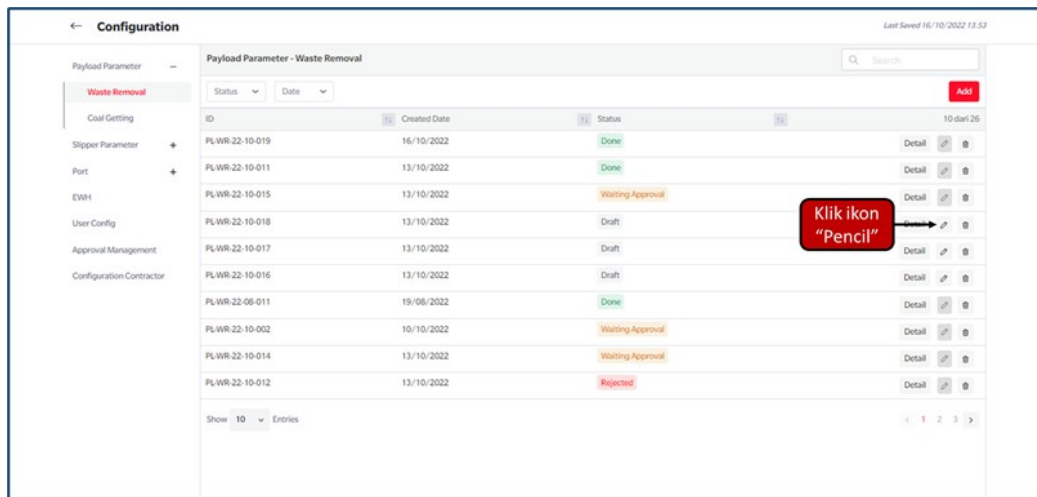 ← Configuration
Last Saved 16/10/2022 13.53
Payload Parameter −
Waste Removal
Coal Getting
Slipper Parameter +
Port +
EWH
User Config
Approval Management
Configuration Contractor
Payload Parameter - Waste Removal
Search
Status Date
Add
ID Created Date Status 10 dari 26
PL-WR-22-10-019 16/10/2022 Done Detail
PL-WR-22-10-011 13/10/2022 Done Detail
PL-WR-22-10-015 13/10/2022 Waiting Approval Detail
PL-WR-22-10-018 13/10/2022 Draft Detail
Klik ikon
“Pencil”
PL-WR-22-10-017 13/10/2022 Draft Detail
PL-WR-22-10-016 13/10/2022 Draft Detail
PL-WR-22-08-011 19/08/2022 Done Detail
PL-WR-22-10-002 10/10/2022 Waiting Approval Detail
PL-WR-22-10-014 13/10/2022 Waiting Approval Detail
PL-WR-22-10-012 13/10/2022 Rejected Detail
Show 10 Entries
< 1 2 3 >